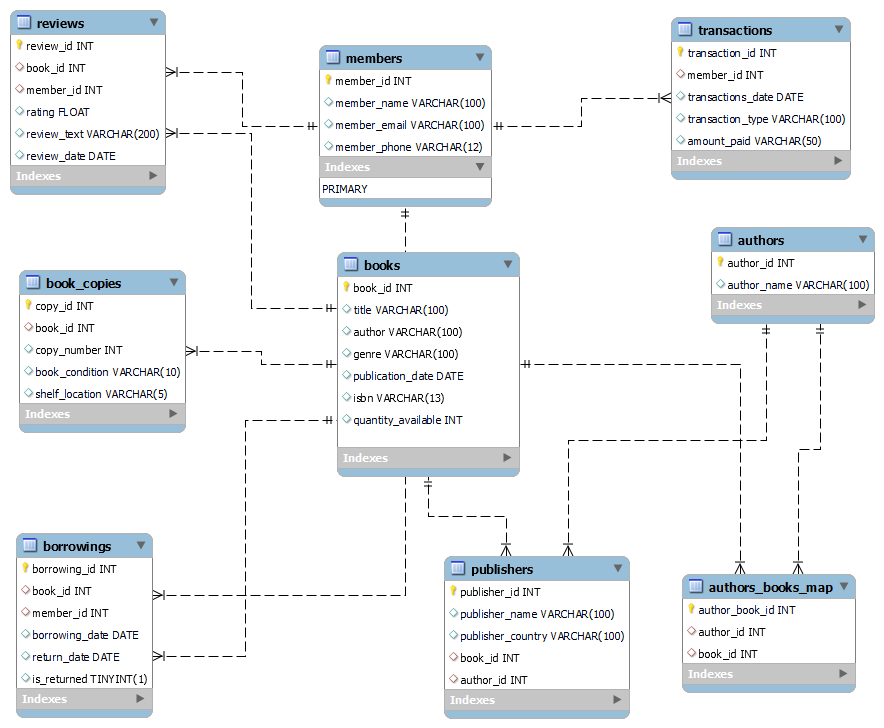 reviews
review_id INT
book_id INT
member_id INT
rating FLOAT
review_text VARCHAR(200)
review_date DATE
Indexes
members
member_id INT
member_name VARCHAR(100)
member_email VARCHAR(100)
member_phone VARCHAR(12)
Indexes
PRIMARY
transactions
transaction_id INT
member_id INT
transactions_date DATE
transaction_type VARCHAR(100)
amount_paid VARCHAR(50)
Indexes
authors
author_id INT
author_name VARCHAR(100)
Indexes
book_copies
copy_id INT
book_id INT
copy_number INT
book_condition VARCHAR(10)
shelf_location VARCHAR(5)
Indexes
books
book_id INT
title VARCHAR(100)
author VARCHAR(100)
genre VARCHAR(100)
publication_date DATE
isbn VARCHAR(13)
quantity_available INT
Indexes
borrowings
borrowing_id INT
book_id INT
member_id INT
borrowing_date DATE
return_date DATE
is_returned TINYINT(1)
Indexes
publishers
publisher_id INT
publisher_name VARCHAR(100)
publisher_country VARCHAR(100)
book_id INT
author_id INT
Indexes
authors_books_map
author_book_id INT
author_id INT
book_id INT
Indexes